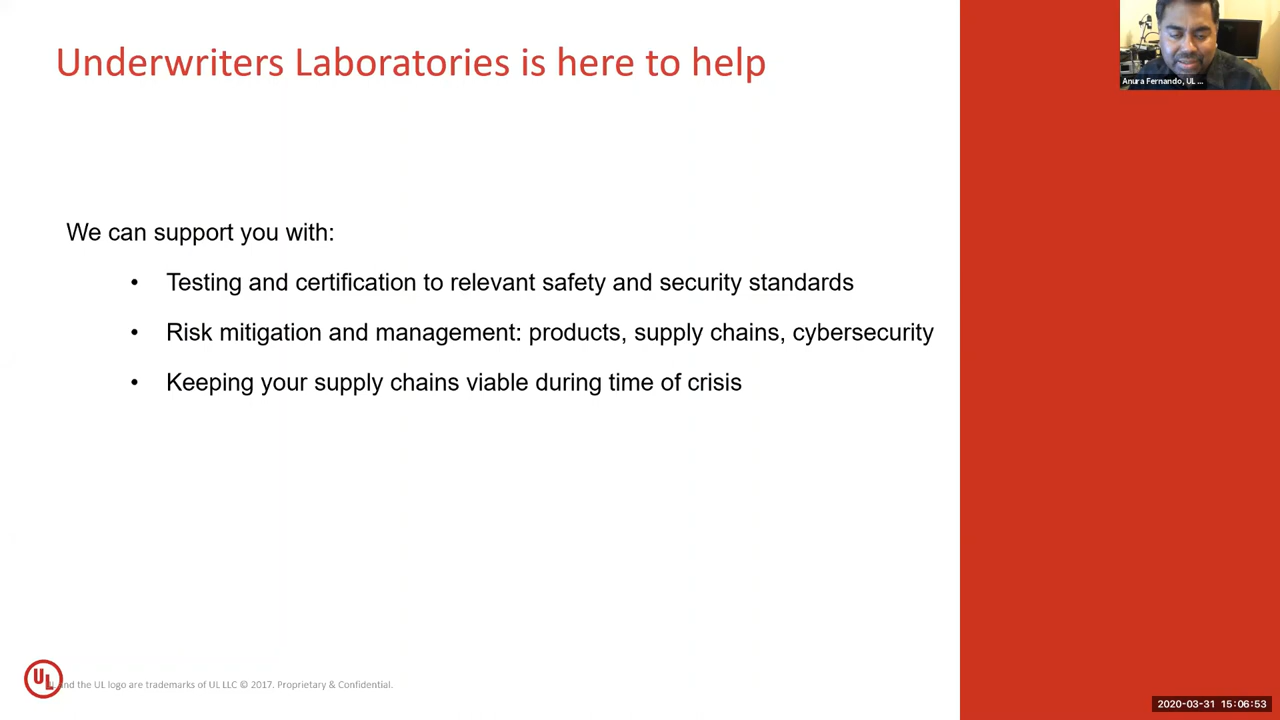 Underwriters Laboratories is here to help
Anura Fernando, UL ...
We can support you with:
• Testing and certification to relevant safety and security standards
• Risk mitigation and management: products, supply chains, cybersecurity
• Keeping your supply chains viable during time of crisis
UL
and the UL logo are trademarks of UL LLC © 2017. Proprietary & Confidential.
2020-03-31 15:06:53